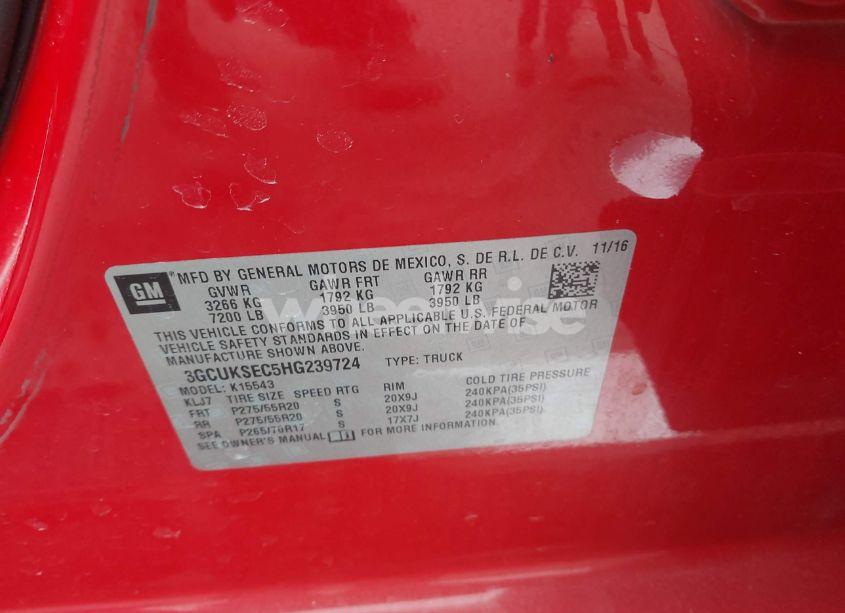 GM
MFD BY GENERAL MOTORS DE MEXICO, S. DE R.L. DE C.V. 11/16
GVWR GAWR FRT GAWR RR
3266 KG 1792 KG 1792 KG
7200 LB 3950 LB 3950 LB
THIS VEHICLE CONFORMS TO ALL APPLICABLE U.S. FEDERAL MOTOR
VEHICLE SAFETY STANDARDS IN EFFECT ON THE DATE OF
MANUFACTURE SHOWN ABOVE.
3GCUKSEC5HG239724 TYPE: TRUCK
MODEL: K15543
KLJ7 TIRE SIZE SPEED RTG RIM COLD TIRE PRESSURE
FRT P275/55R20 S 20X9J 240KPA(35PSI)
RR P275/55R20 S 20X9J 240KPA(35PSI)
SPA P265/70R17 S 17X7J 240KPA(35PSI)
SEE OWNER'S MANUAL FOR MORE INFORMATION.